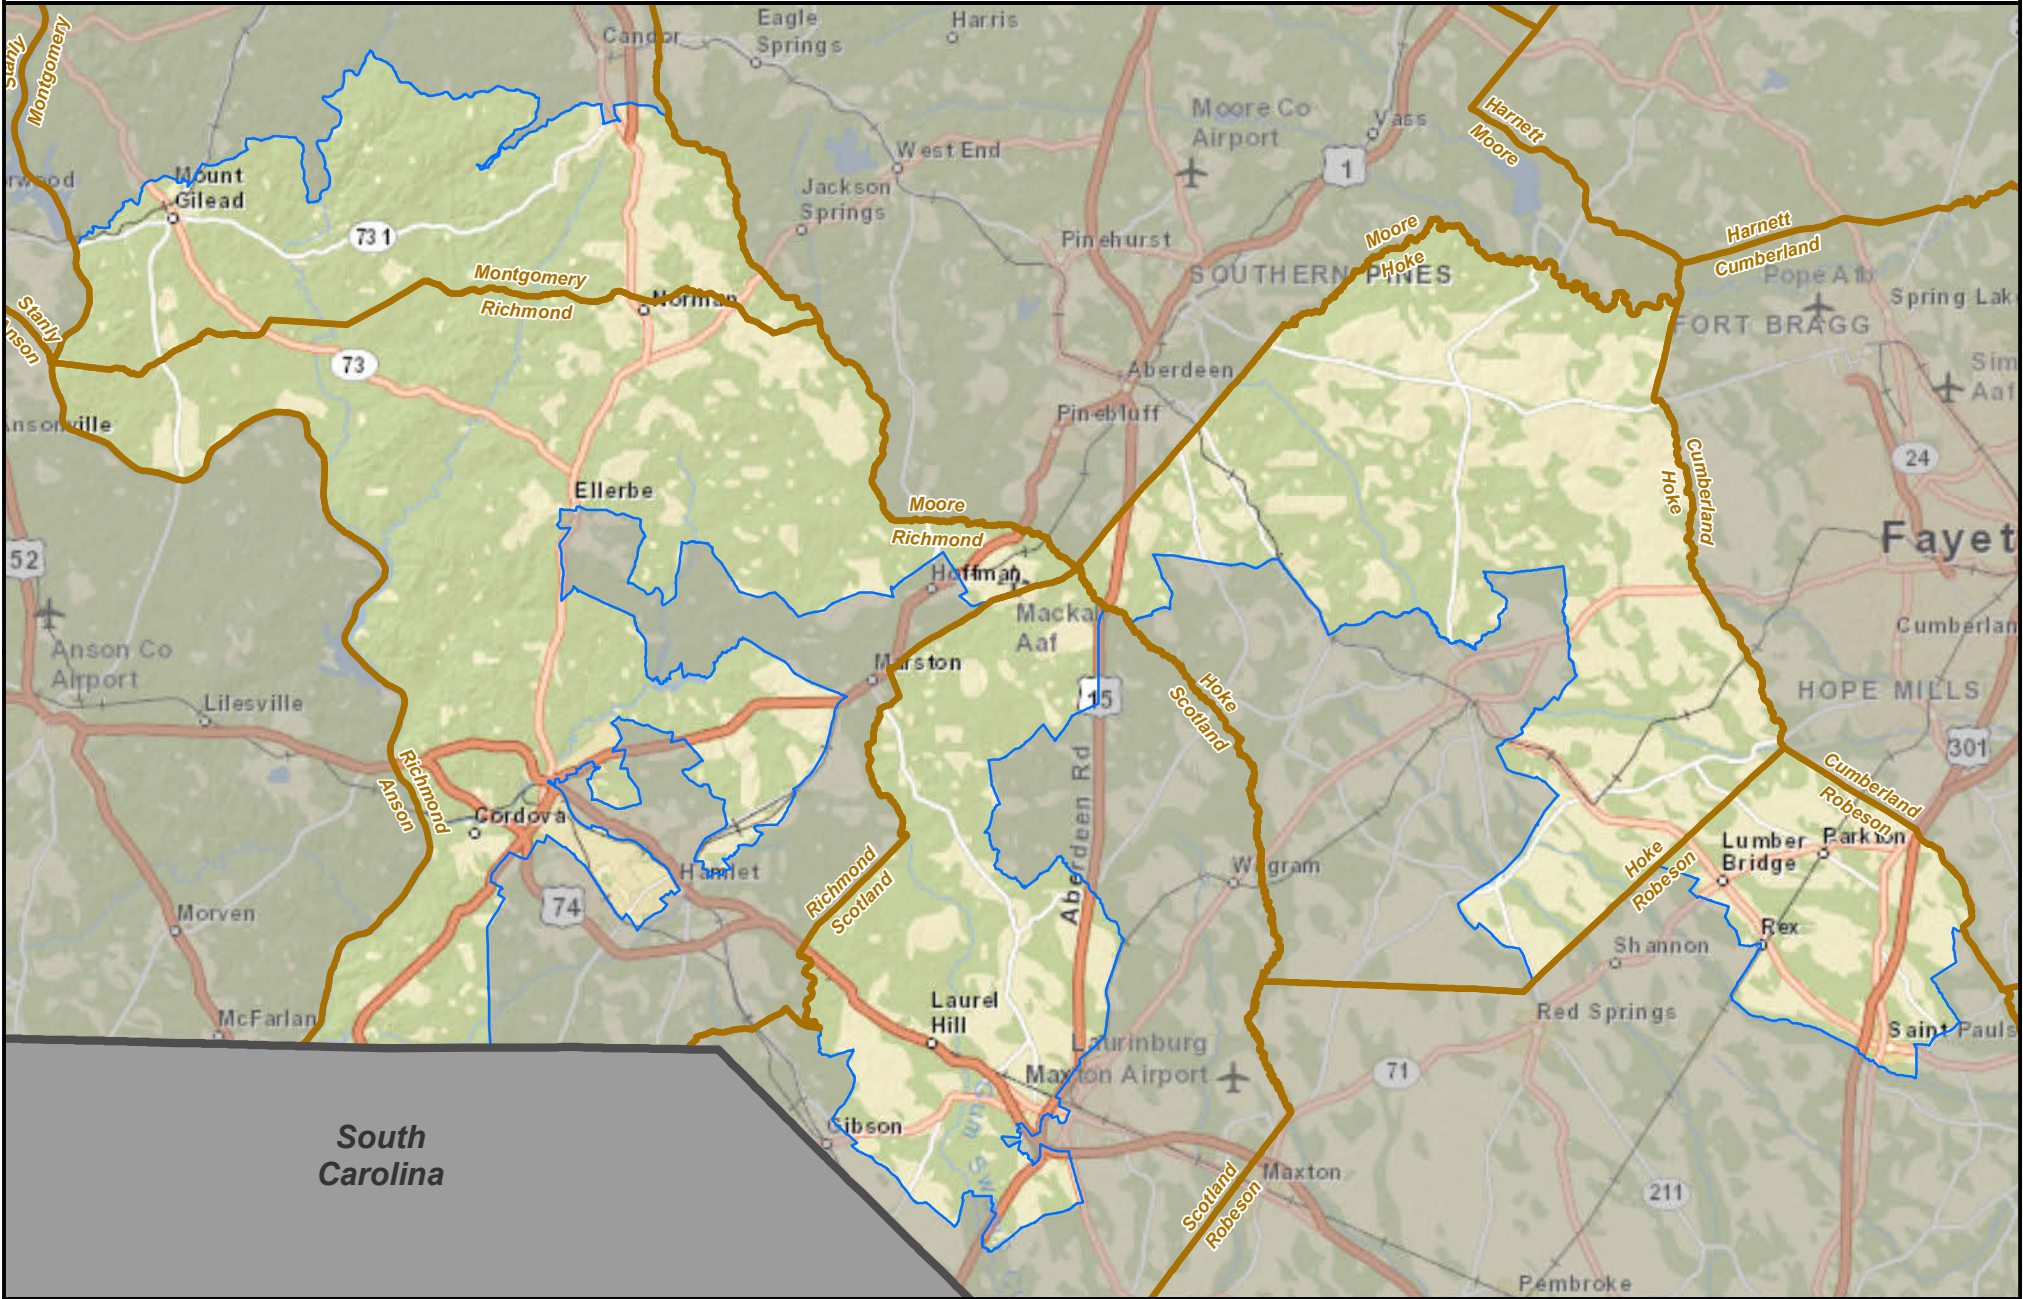 Eagle
Springs
Harris
Candor
Stanly
Montgomery
Moore Co
Airport
Vass
Harnett
Moore
West End
1
Mount
Gilead
Jackson
Springs
731
Pinehurst
Moore
Hoke
Harnett
Cumberland
SOUTHERN PINES
Pope Afb
Spring Lake
Montgomery
Richmond
Norman
FORT BRAGG
Stanly
Anson
73
Aberdeen
Pinebluff
Ansonville
24
Cumberland
Hoke
Ellerbe
Moore
Richmond
52
Fayet
Hoffman
Mackall
Aaf
Anson Co
Airport
Marston
15
Hoke
Scotland
HOPE MILLS
Lilesville
301
Richmond
Anson
Aberdeen Rd
Cumberland
Robeson
Cordova
Lumber
Bridge
Parkton
Hamlet
Wagram
Hoke
Robeson
Richmond
Scotland
74
Morven
Rex
Shannon
Laurel
Hill
McFarlan
Red Springs
Saint Pauls
Laurinburg
Maxton Airport
71
South
Carolina
Gibson
Gum Sw
Maxton
211
Scotland
Robeson
Pembroke